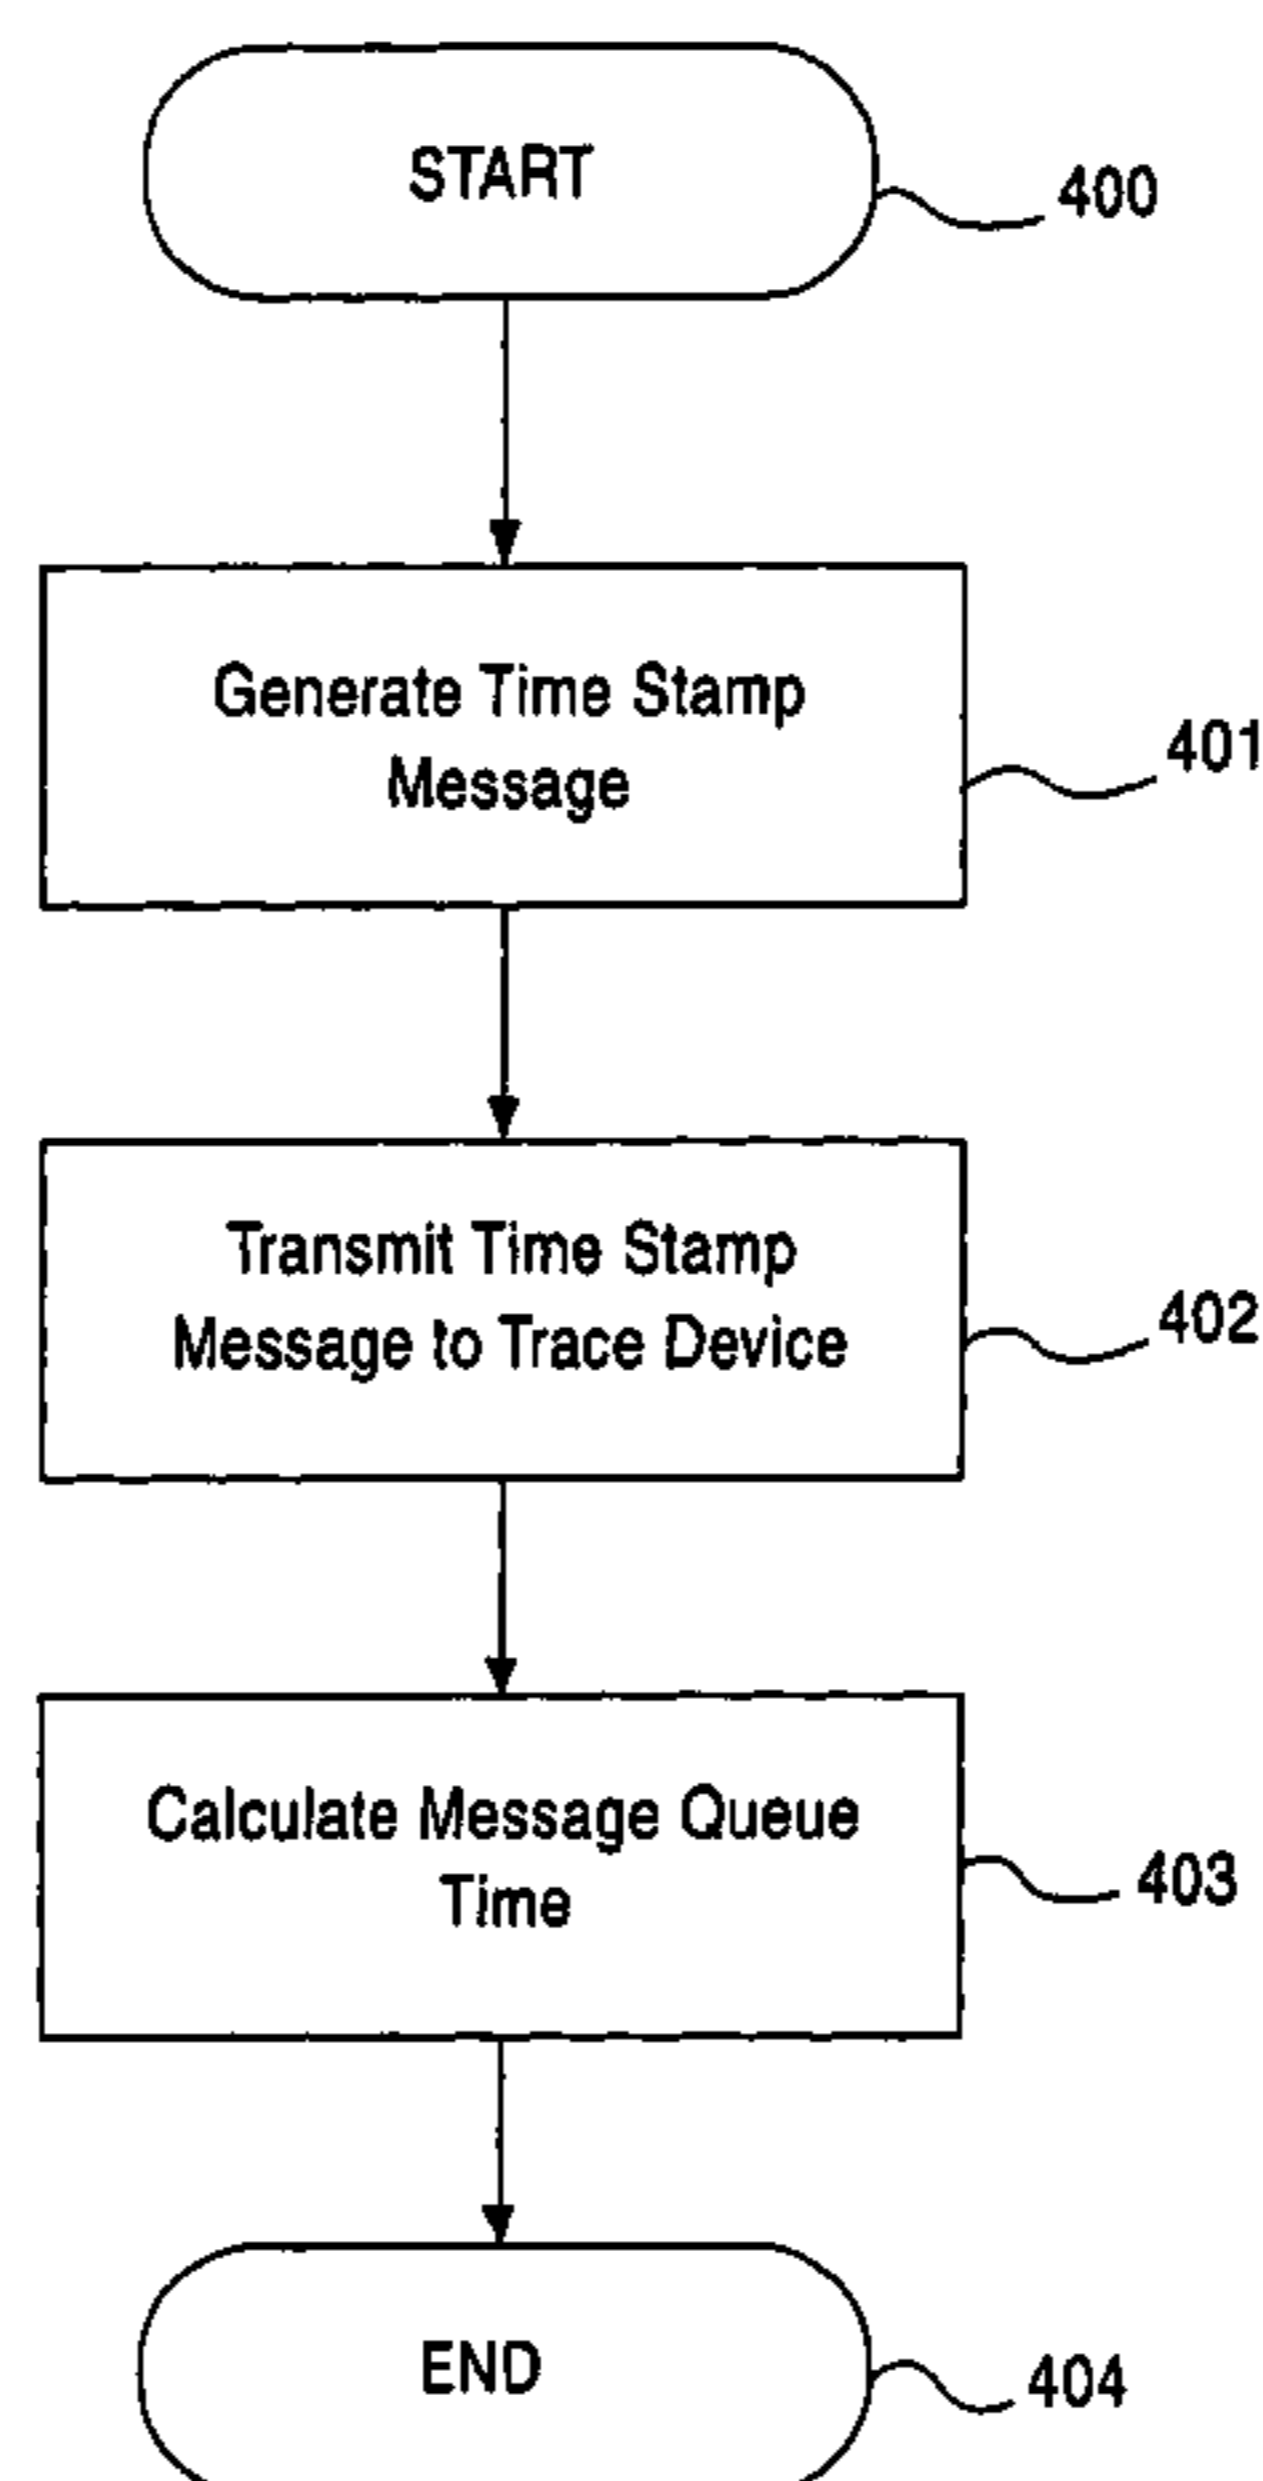 START
400
Generate Time Stamp
Message
401
Transmit Time Stamp
Message to Trace Device
402
Calculate Message Queue
Time
403
END
404